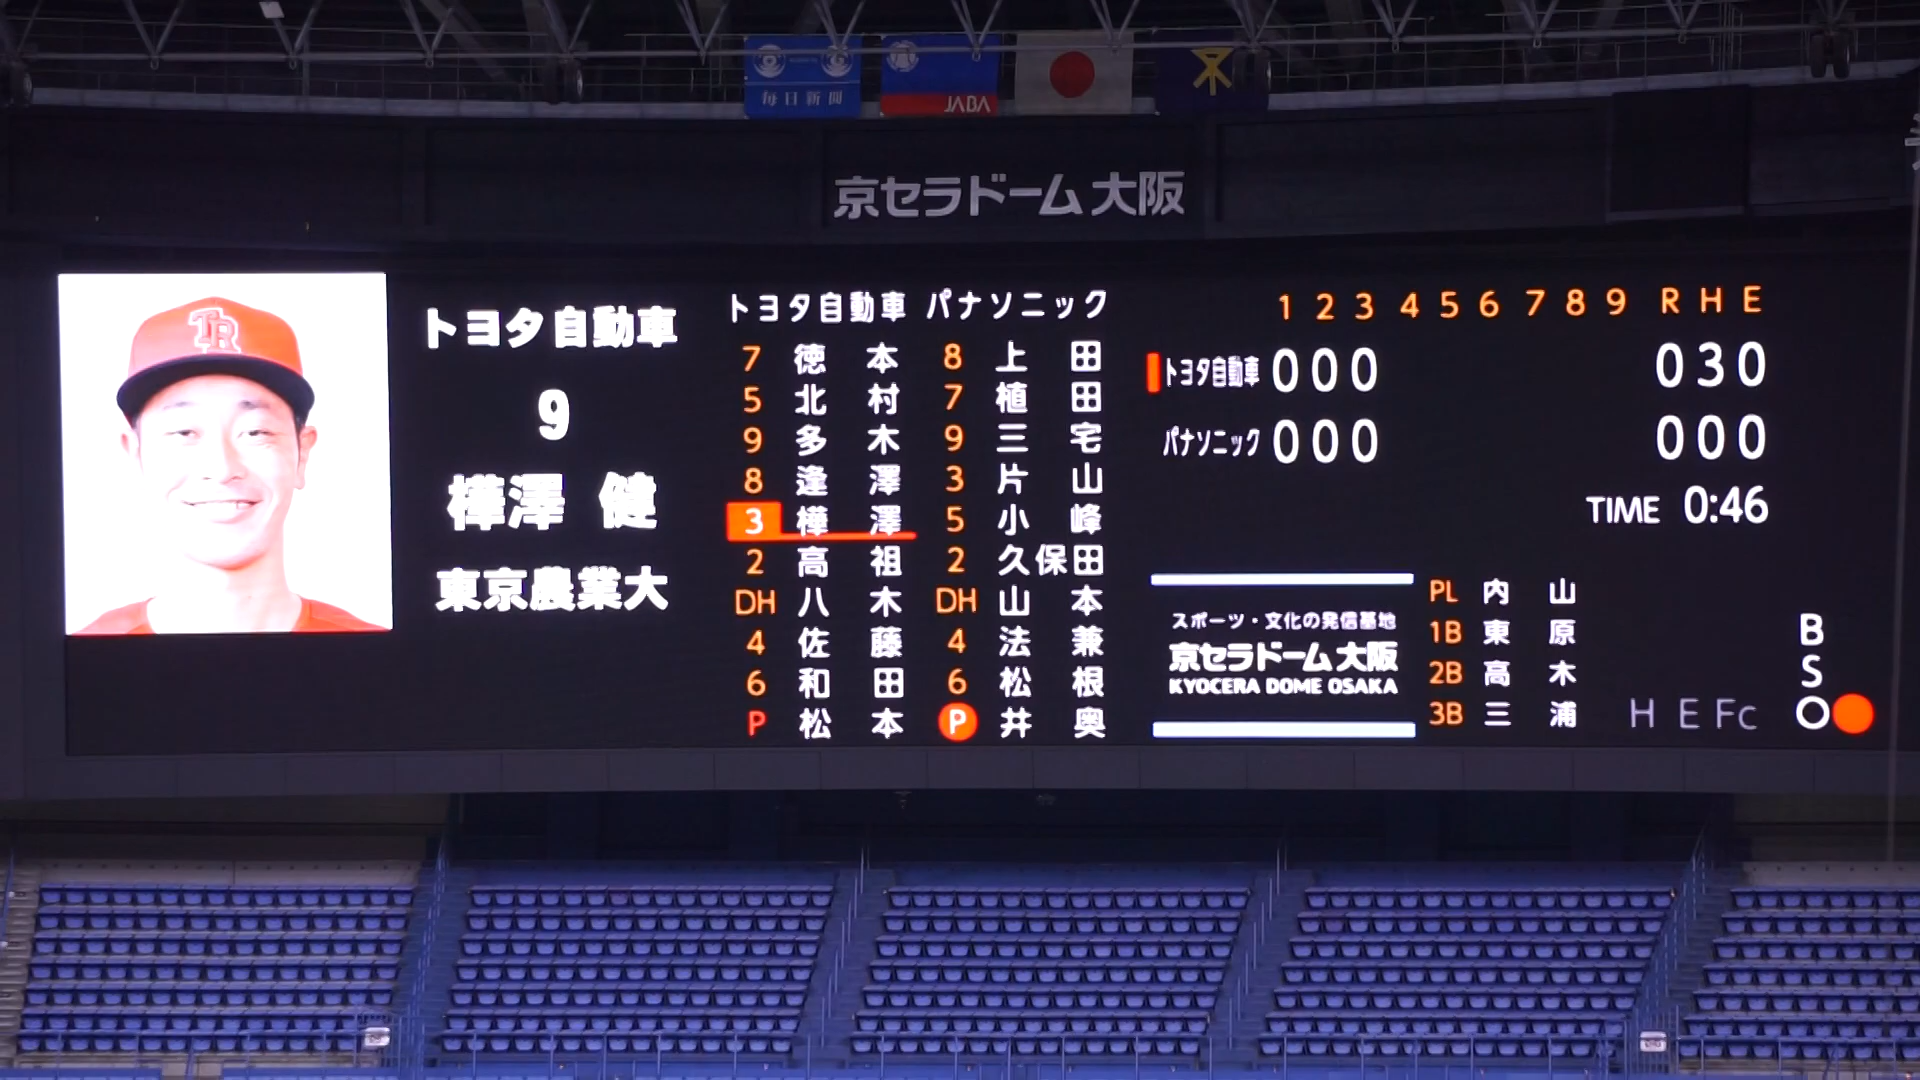 毎日新聞
JABA
京セラドーム大阪
TR
トヨタ自動車
9
樺澤 健
東京農業大
トヨタ自動車 パナソニック
7 徳本 8 上田
5 北村 7 植田
9 多木 9 三宅
8 逢澤 3 片山
3 樺澤 5 小峰
2 高祖 2 久保田
DH 八木 DH 山本
4 佐藤 4 法兼
6 和田 6 松根
P 松本 P 井奥
1 2 3 4 5 6 7 8 9 R H E
トヨタ自動車 0 0 0 0 3 0
パナソニック 0 0 0 0 0 0
TIME 0:46
スポーツ・文化の発信基地
京セラドーム大阪
KYOCERA DOME OSAKA
PL 内山
1B 東原
2B 高木
3B 三浦
H E Fc
B
S
O